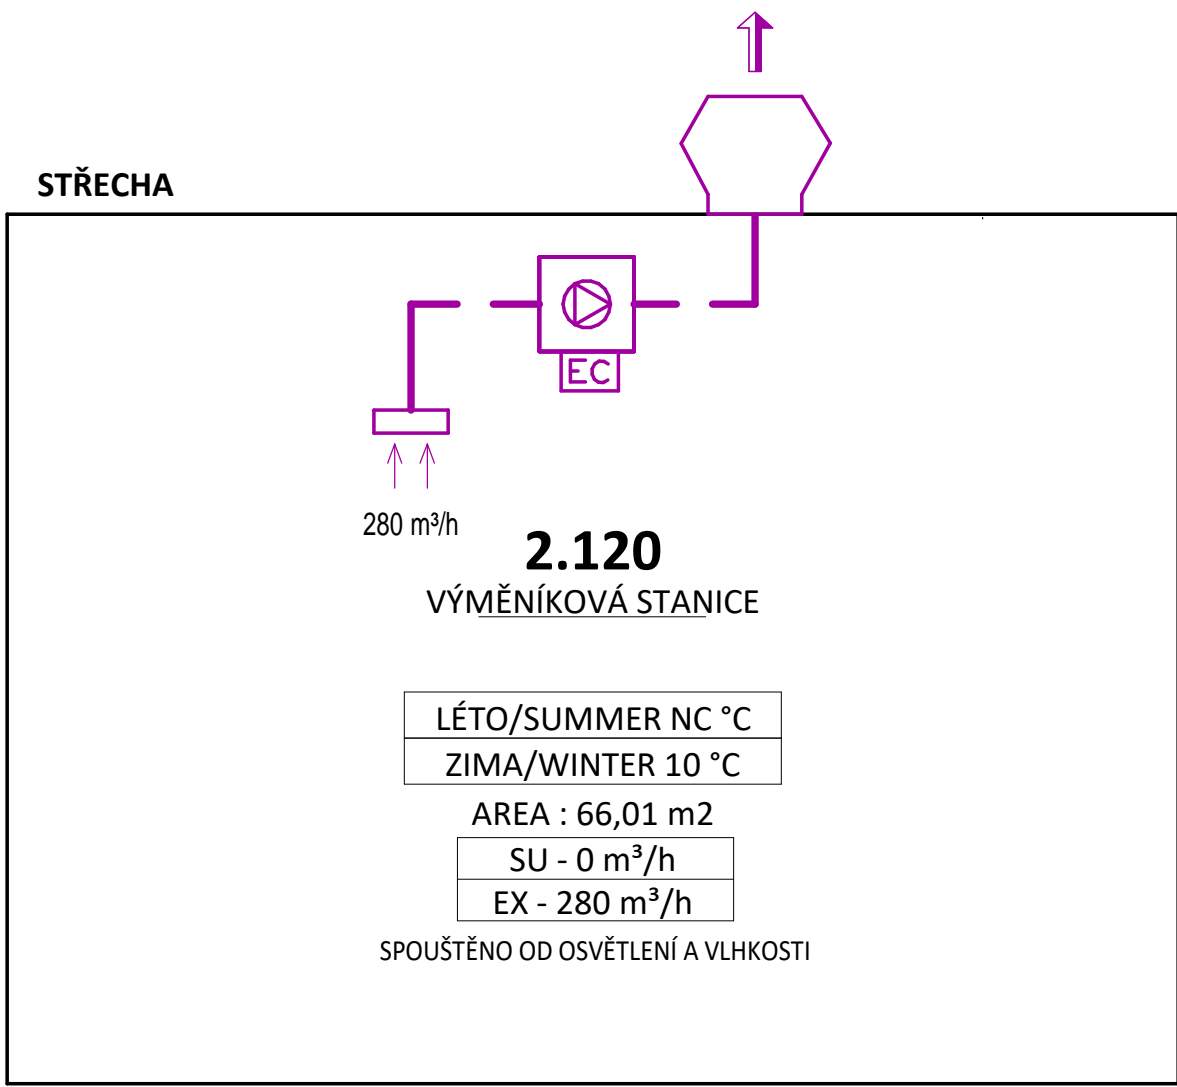 STŘECHA
EC
280 m³/h
2.120
VÝMĚNÍKOVÁ STANICE
LÉTO/SUMMER NC °C
ZIMA/WINTER 10 °C
AREA : 66,01 m2
SU - 0 m³/h
EX - 280 m³/h
SPOUŠTĚNO OD OSVĚTLENÍ A VLHKOSTI